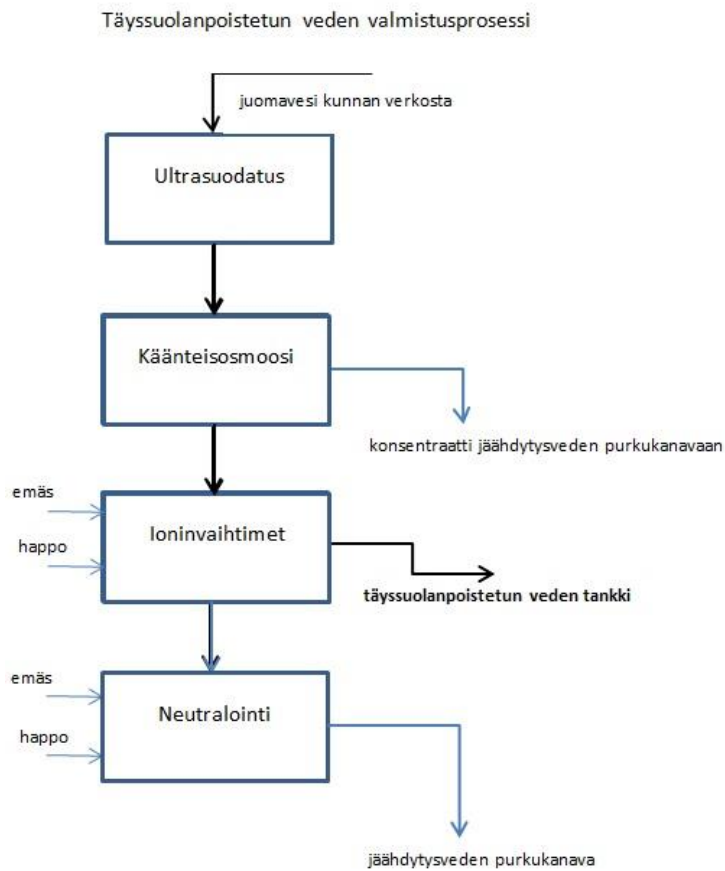 Täyssuolanpoistetun veden valmistusprosessi
juomavesi kunnan verkosta
Ultrasuodatus
Käänteisosmoosi
konsentraatti jäähdytysveden purkukanavaan
emäs
Ioninvaihtimet
happo
täyssuolanpoistetun veden tankki
emäs
Neutralointi
happo
jäähdytysveden purkukanava